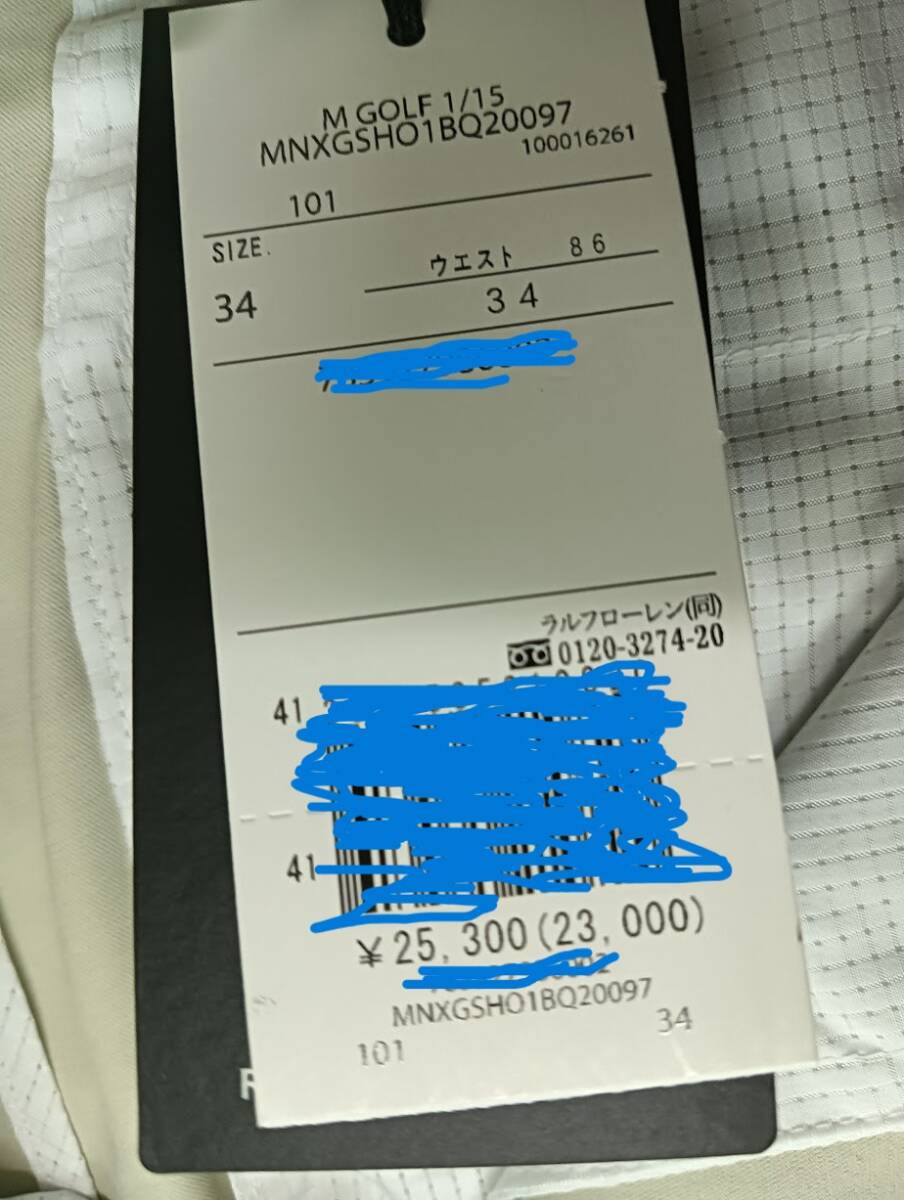 M GOLF 1/15
MNXGSHO1BQ20097
100016261
101
SIZE.
ウエスト 86
34
34
ラルフローレン(同)
0120-3274-20
41
41
¥25,300(23,000)
MNXGSHO1BQ20097
101 34
R